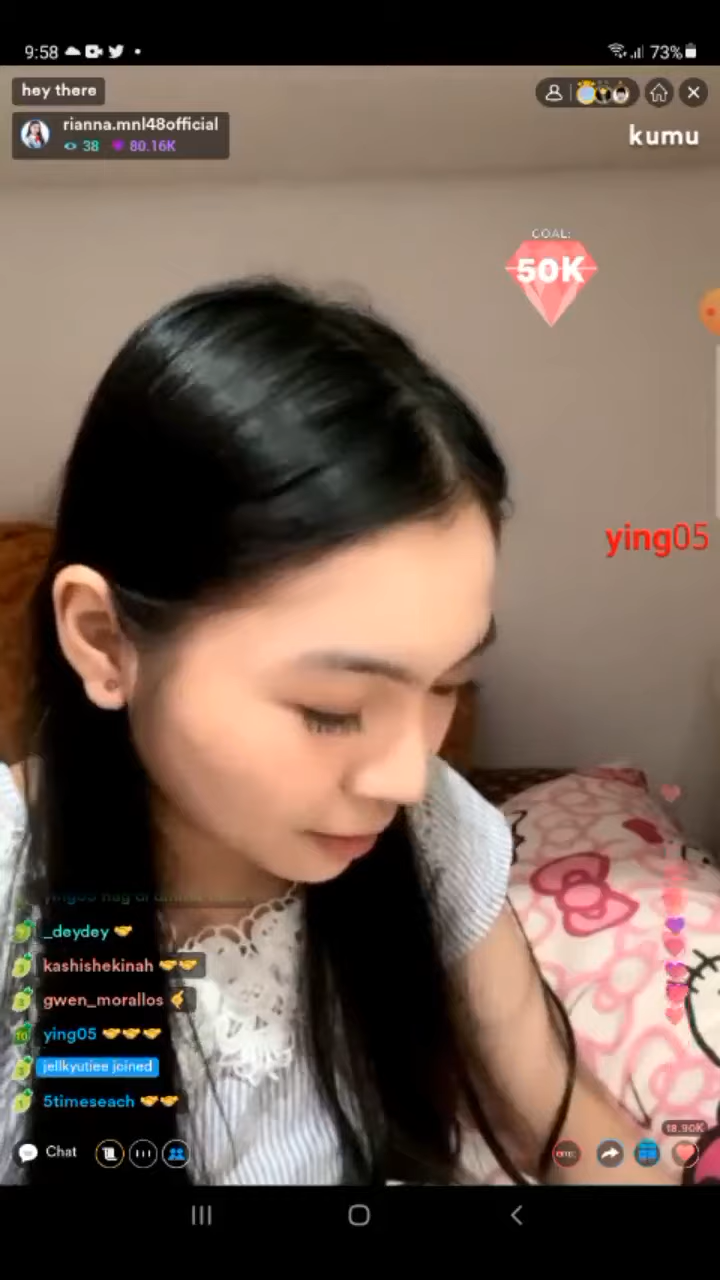 9:58
73%
hey there
rianna.mnl48official
38
80.16K
kumu
GOAL:
50K
ying05
_deydey
kashishekinah
gwen_morallos
ying05
10
jellkyutiee joined
5timeseach
18.90K
Chat